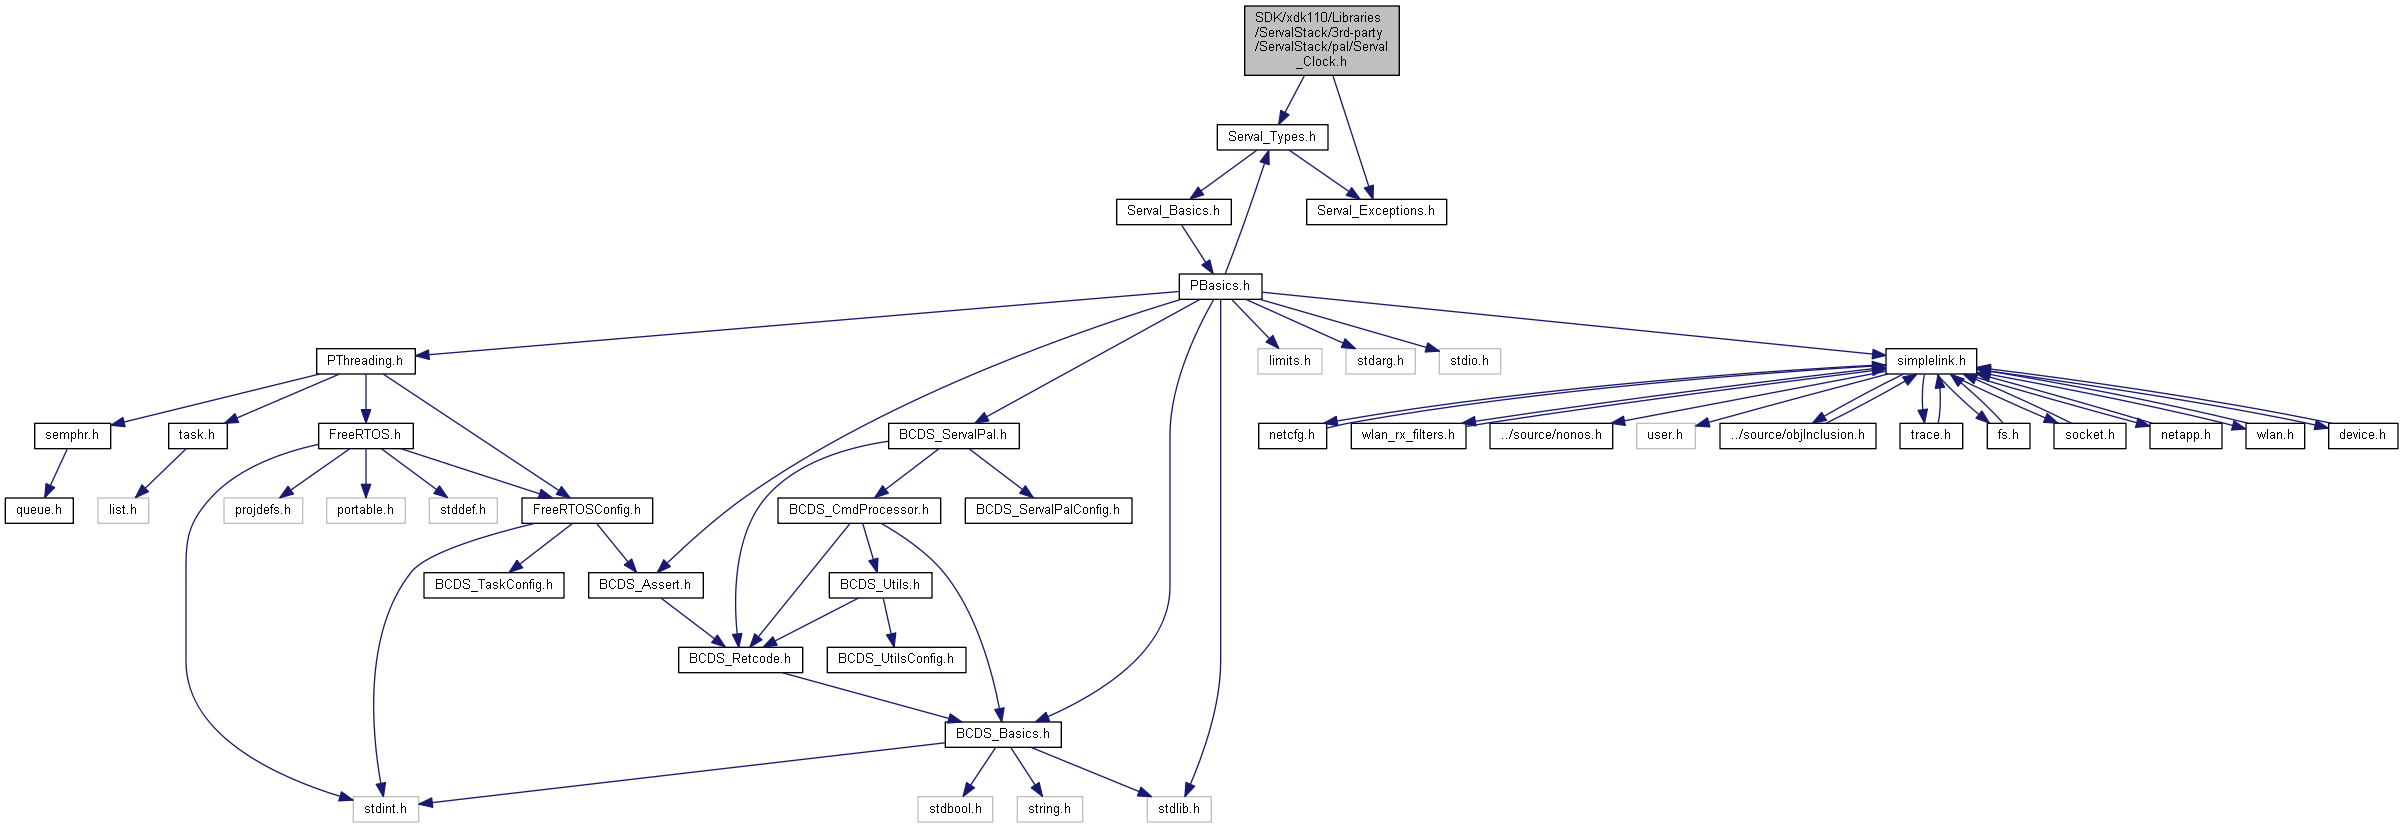 SDK/xdk110/Libraries
/ServalStack/3rd-party
/ServalStack/pal/Serval
_Clock.h
Serval_Types.h
Serval_Basics.h
Serval_Exceptions.h
PBasics.h
PThreading.h
limits.h
stdarg.h
stdio.h
simplelink.h
semphr.h
task.h
FreeRTOS.h
BCDS_ServalPal.h
netcfg.h
wlan_rx_filters.h
../source/nonos.h
user.h
../source/objInclusion.h
trace.h
fs.h
socket.h
netapp.h
wlan.h
device.h
queue.h
list.h
projdefs.h
portable.h
stddef.h
FreeRTOSConfig.h
BCDS_CmdProcessor.h
BCDS_ServalPalConfig.h
BCDS_TaskConfig.h
BCDS_Assert.h
BCDS_Utils.h
BCDS_Retcode.h
BCDS_UtilsConfig.h
BCDS_Basics.h
stdint.h
stdbool.h
string.h
stdlib.h